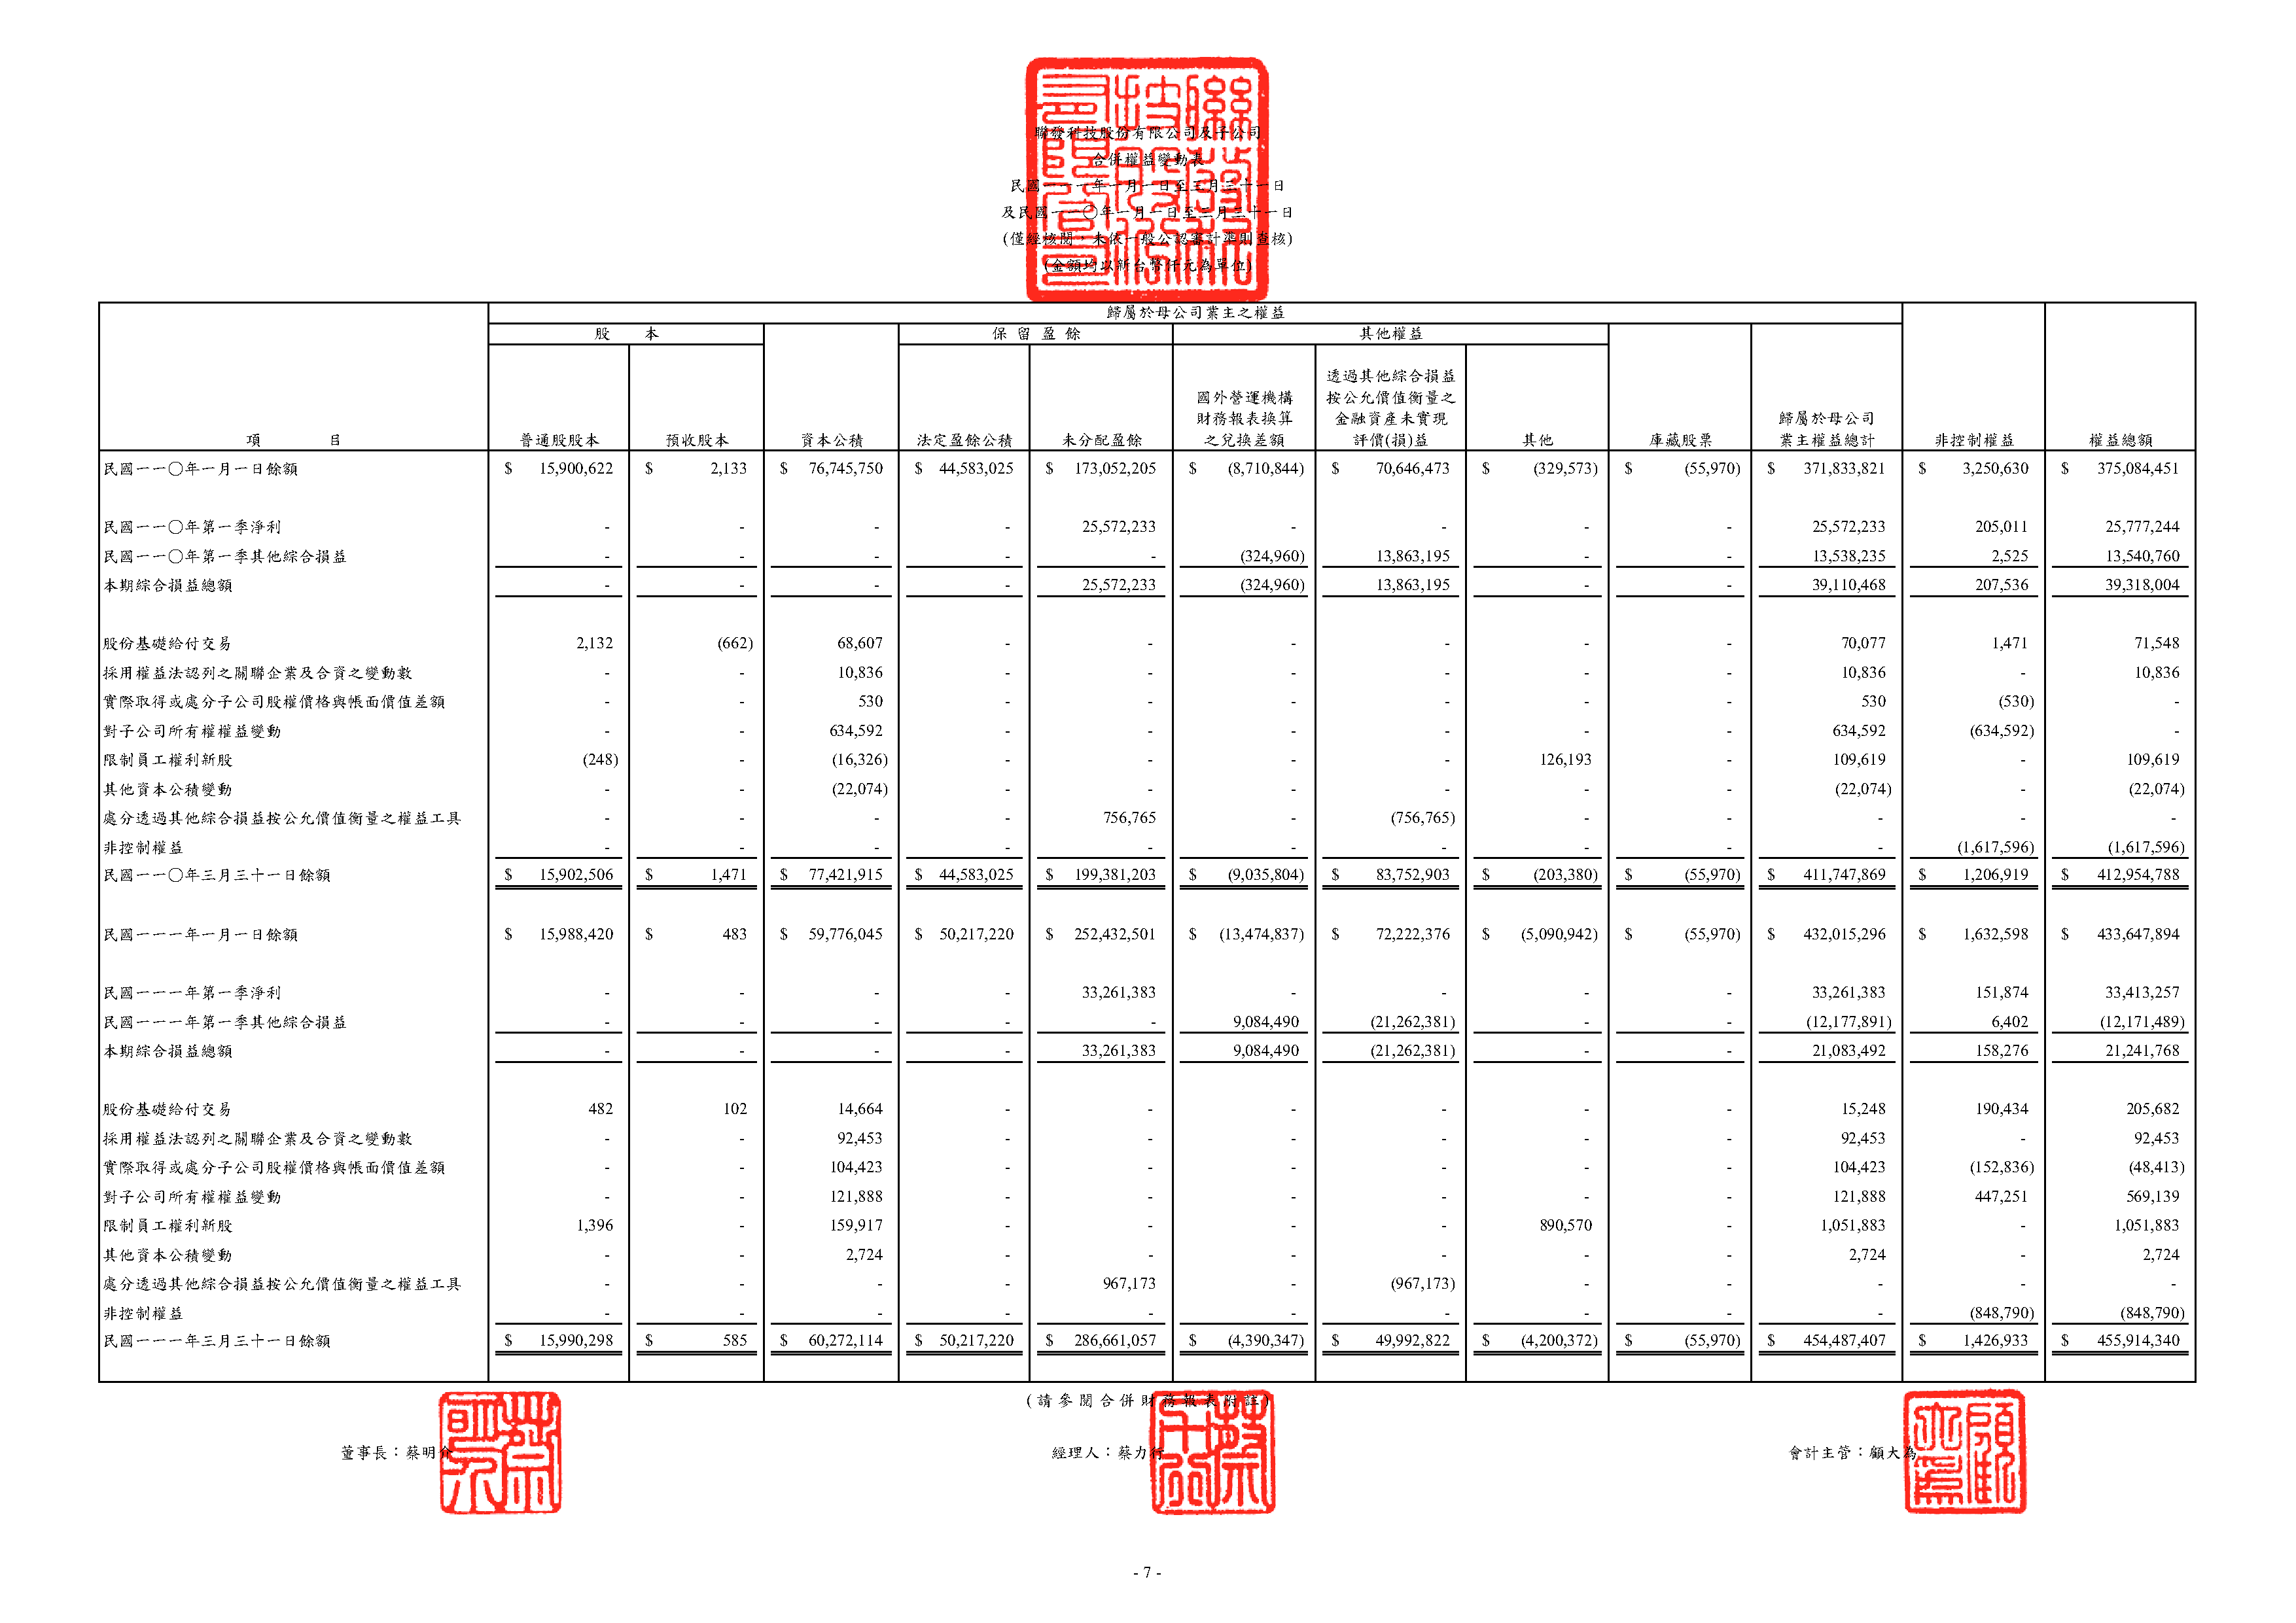 聯發科技股份有限公司及子公司
合併權益變動表
民國一一一年一月一日至三月三十一日
及民國一一〇年一月一日至三月三十一日
(僅經核閱，未依一般公認審計準則查核)
(金額均以新台幣仟元為單位)
歸屬於母公司業主之權益
股 本 保 留 盈 餘 其他權益
透過其他綜合損益
國外營運機構 按公允價值衡量之
財務報表換算 金融資產未實現 歸屬於母公司
項 目 普通股股本 預收股本 資本公積 法定盈餘公積 未分配盈餘 之兌換差額 評價(損)益 其他 庫藏股票 業主權益總計 非控制權益 權益總額
民國一一〇年一月一日餘額 $ 15,900,622 $ 2,133 $ 76,745,750 $ 44,583,025 $ 173,052,205 $ (8,710,844) $ 70,646,473 $ (329,573) $ (55,970) $ 371,833,821 $ 3,250,630 $ 375,084,451
民國一一〇年第一季淨利 - - - - 25,572,233 - - - - 25,572,233 205,011 25,777,244
民國一一〇年第一季其他綜合損益 - - - - - (324,960) 13,863,195 - - 13,538,235 2,525 13,540,760
本期綜合損益總額 - - - - 25,572,233 (324,960) 13,863,195 - - 39,110,468 207,536 39,318,004
股份基礎給付交易 2,132 (662) 68,607 - - - - - - 70,077 1,471 71,548
採用權益法認列之關聯企業及合資之變動數 - - 10,836 - - - - - - 10,836 - 10,836
實際取得或處分子公司股權價格與帳面價值差額 - - 530 - - - - - - 530 (530) -
對子公司所有權權益變動 - - 634,592 - - - - - - 634,592 (634,592) -
限制員工權利新股 (248) - (16,326) - - - - 126,193 - 109,619 - 109,619
其他資本公積變動 - - (22,074) - - - - - - (22,074) - (22,074)
處分透過其他綜合損益按公允價值衡量之權益工具 - - - - 756,765 - (756,765) - - - - -
非控制權益 - - - - - - - - - - (1,617,596) (1,617,596)
民國一一〇年三月三十一日餘額 $ 15,902,506 $ 1,471 $ 77,421,915 $ 44,583,025 $ 199,381,203 $ (9,035,804) $ 83,752,903 $ (203,380) $ (55,970) $ 411,747,869 $ 1,206,919 $ 412,954,788
民國一一一年一月一日餘額 $ 15,988,420 $ 483 $ 59,776,045 $ 50,217,220 $ 252,432,501 $ (13,474,837) $ 72,222,376 $ (5,090,942) $ (55,970) $ 432,015,296 $ 1,632,598 $ 433,647,894
民國一一一年第一季淨利 - - - - 33,261,383 - - - - 33,261,383 151,874 33,413,257
民國一一一年第一季其他綜合損益 - - - - - 9,084,490 (21,262,381) - - (12,177,891) 6,402 (12,171,489)
本期綜合損益總額 - - - - 33,261,383 9,084,490 (21,262,381) - - 21,083,492 158,276 21,241,768
股份基礎給付交易 482 102 14,664 - - - - - - 15,248 190,434 205,682
採用權益法認列之關聯企業及合資之變動數 - - 92,453 - - - - - - 92,453 - 92,453
實際取得或處分子公司股權價格與帳面價值差額 - - 104,423 - - - - - - 104,423 (152,836) (48,413)
對子公司所有權權益變動 - - 121,888 - - - - - - 121,888 447,251 569,139
限制員工權利新股 1,396 - 159,917 - - - - 890,570 - 1,051,883 - 1,051,883
其他資本公積變動 - - 2,724 - - - - - - 2,724 - 2,724
處分透過其他綜合損益按公允價值衡量之權益工具 - - - - 967,173 - (967,173) - - - - -
非控制權益 - - - - - - - - - - (848,790) (848,790)
民國一一一年三月三十一日餘額 $ 15,990,298 $ 585 $ 60,272,114 $ 50,217,220 $ 286,661,057 $ (4,390,347) $ 49,992,822 $ (4,200,372) $ (55,970) $ 454,487,407 $ 1,426,933 $ 455,914,340
(請參閱合併財務報表附註)
董事長：蔡明介 經理人：蔡力行 會計主管：顧大為
- 7 -